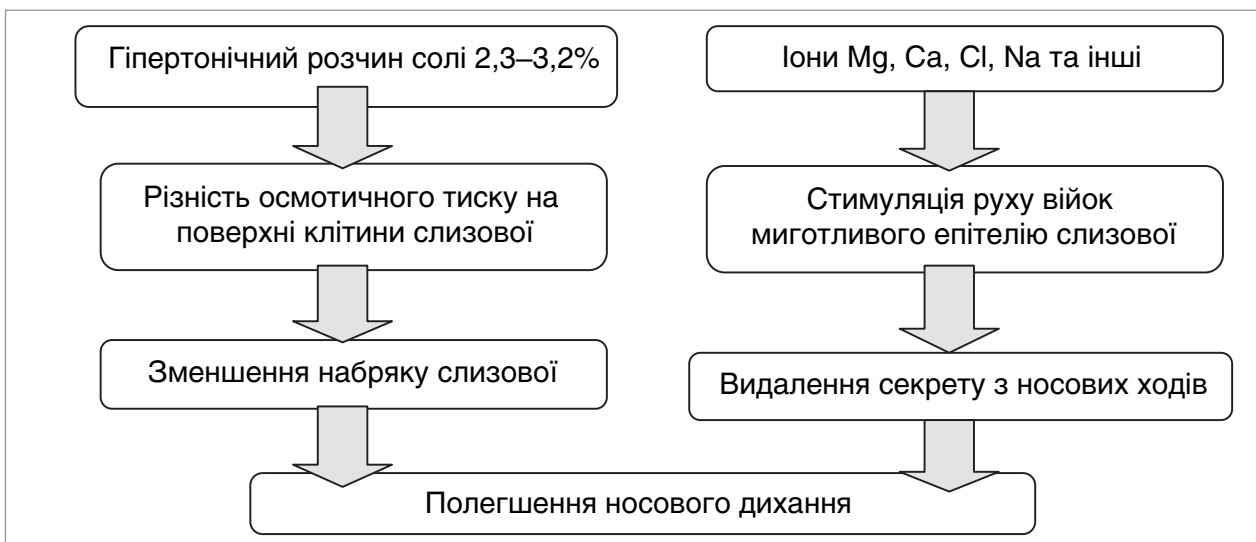 Гіпертонічний розчин солі 2,3–3,2%
Іони Mg, Ca, Cl, Na та інші
Різність осмотичного тиску на
поверхні клітини слизової
Стимуляція руху війок
миготливого епітелію слизової
Зменшення набряку слизової
Видалення секрету з носових ходів
Полегшення носового дихання